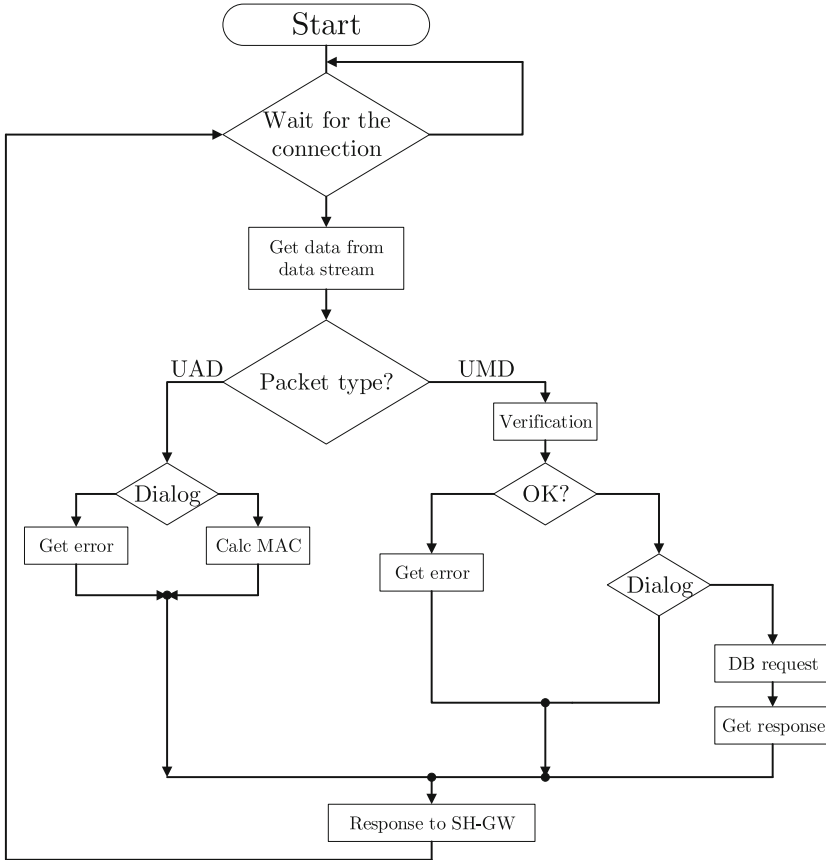 Start
Wait for the
connection
Get data from
data stream
UAD
Packet type?
UMD
Verification
Dialog
OK?
Get error
Calc MAC
Get error
Dialog
DB request
Get response
Response to SH-GW